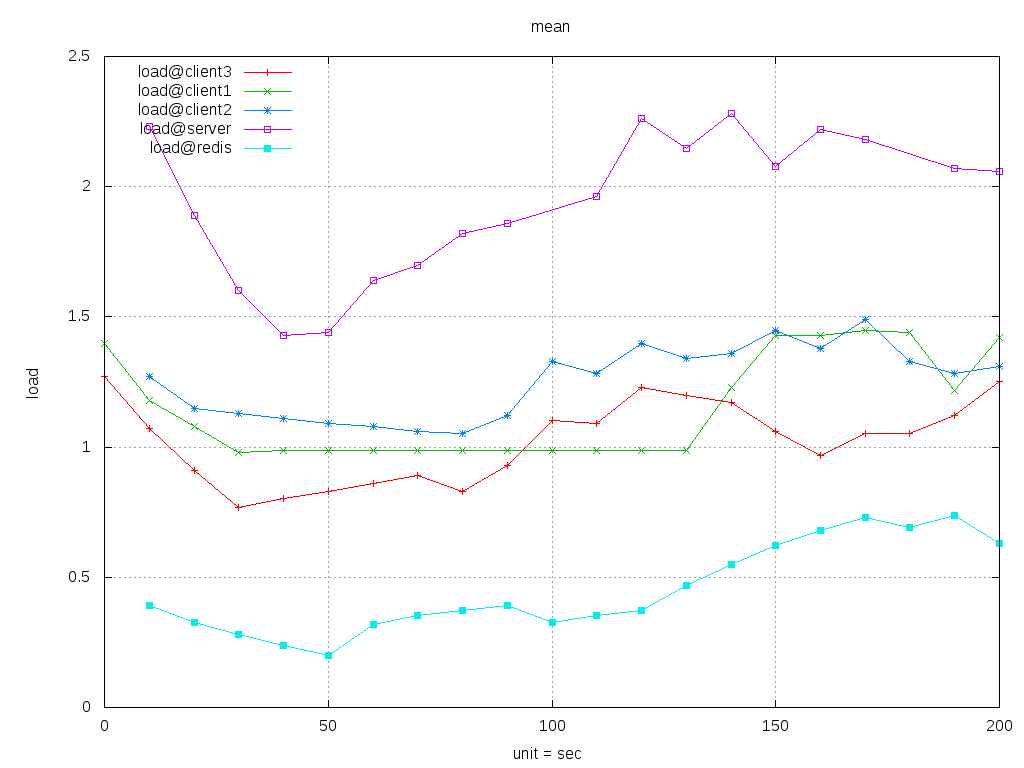 mean
2.5
load@client3
load@client1
load@client2
load@server
load@redis
2
1.5
load
1
0.5
0
0 50 100 150 200
unit = sec